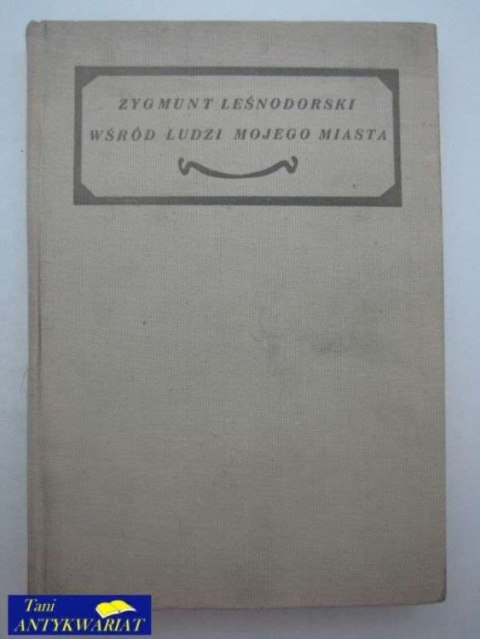 ZYGMUNT LEŚNODORSKI
WŚRÓD LUDZI MOJEGO MIASTA
Tani
ANTYKWARIAT